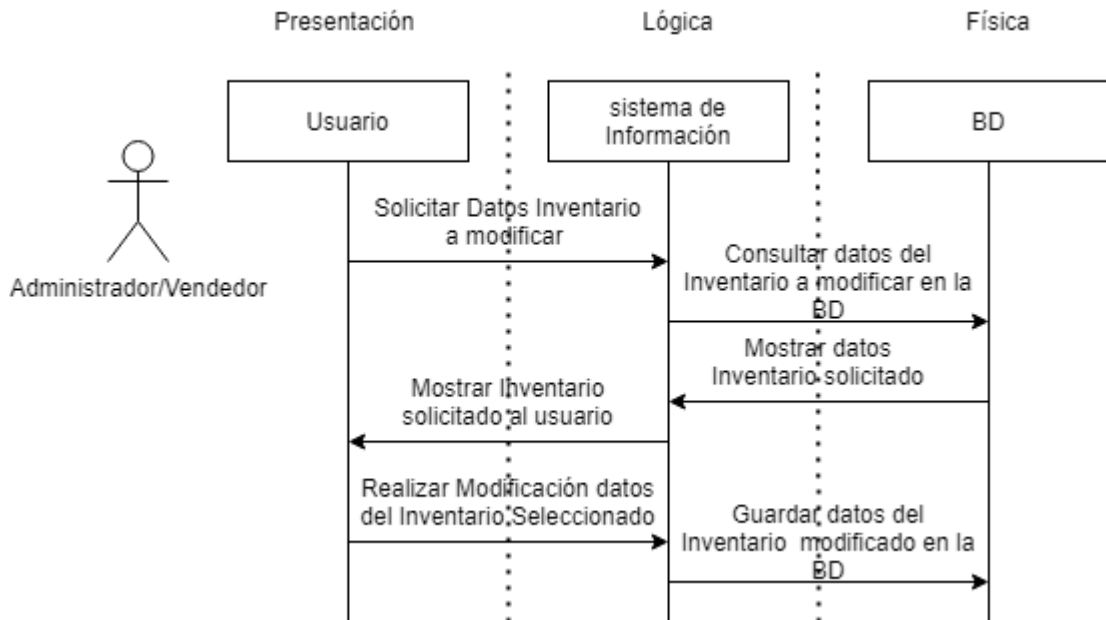 Presentación
Lógica
Física
Usuario
sistema de
Información
BD
Administrador/Vendedor
Solicitar Datos Inventario
a modificar
Consultar datos del
Inventario a modificar en la
BD
Mostrar datos
Inventario solicitado
Mostrar Inventario
solicitado al usuario
Realizar Modificación datos
del Inventario Seleccionado
Guardar datos del
Inventario modificado en la
BD